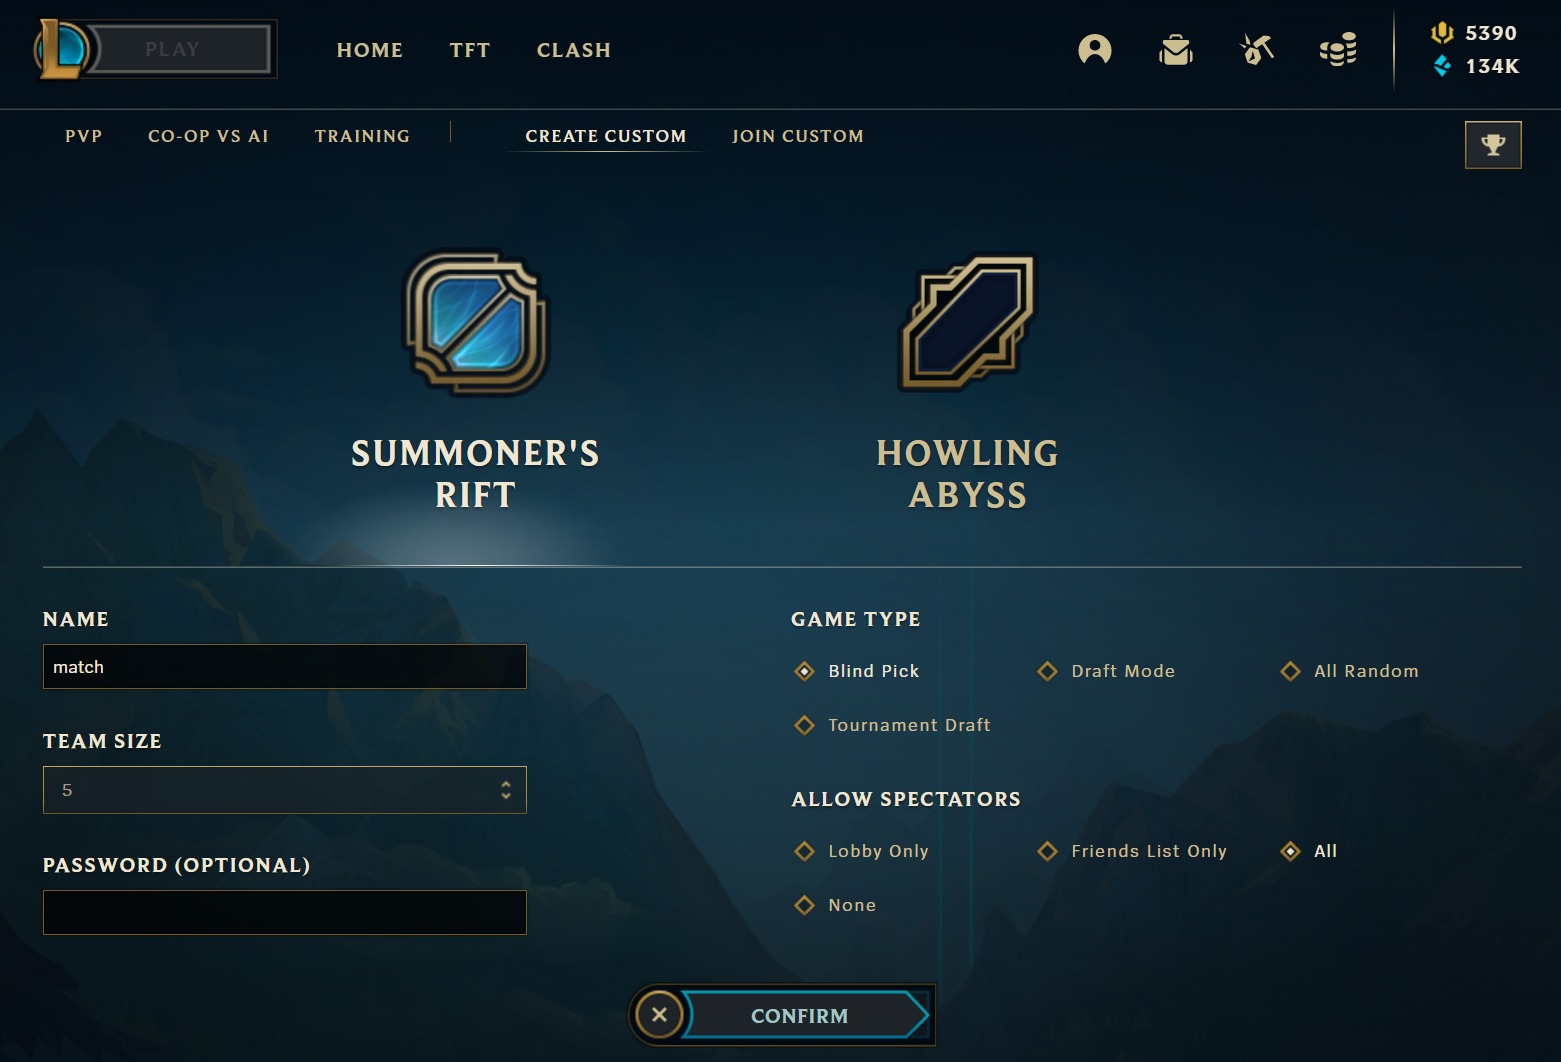 PLAY
HOME
TFT
CLASH
5390
134K
PVP
CO-OP VS AI
TRAINING
CREATE CUSTOM
JOIN CUSTOM
SUMMONER'S
RIFT
HOWLING
ABYSS
NAME
match
TEAM SIZE
5
PASSWORD (OPTIONAL)
GAME TYPE
Blind Pick
Draft Mode
All Random
Tournament Draft
ALLOW SPECTATORS
Lobby Only
Friends List Only
All
None
CONFIRM